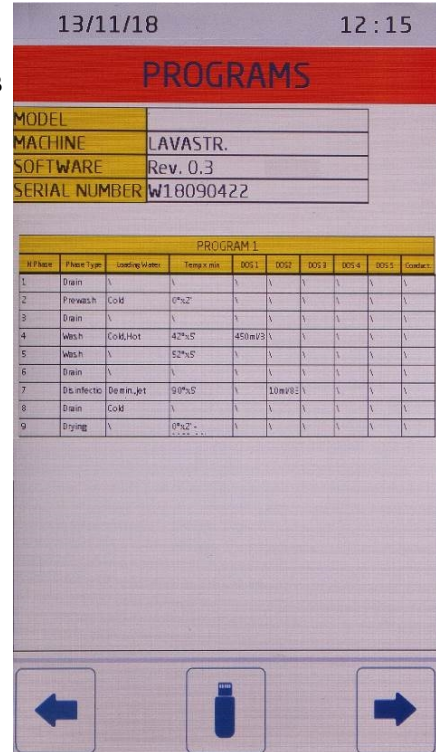 13/11/18 12:15
PROGRAMS
MODEL
MACHINE LAVASTR.
SOFTWARE Rev. 0.3
SERIAL NUMBER W18090422
PROGRAM 1
N Phase Phase Type Loading Water Temp x min DOS 1 DOS2 DOS 3 DOS 4 DOS 5 Conduct
1 Drain \ \ \ \ \ \ \ \
2 Prewash Cold 0°x2' \ \ \ \ \ \
3 Drain \ \ \ \ \ \ \ \
4 Wash Cold,Hot 42°x5' 450ml/3 \ \ \ \ \
5 Wash \ 52°x5' \ \ \ \ \ \
6 Drain \ \ \ \ \ \ \ \
7 Disinfectio Demin.,Jet 90°x5' \ \ \ \ \
8 Drain Cold \ \ \ \ \ \ \
9 Drying \ 0°x2' - \ \ \ \ \ \